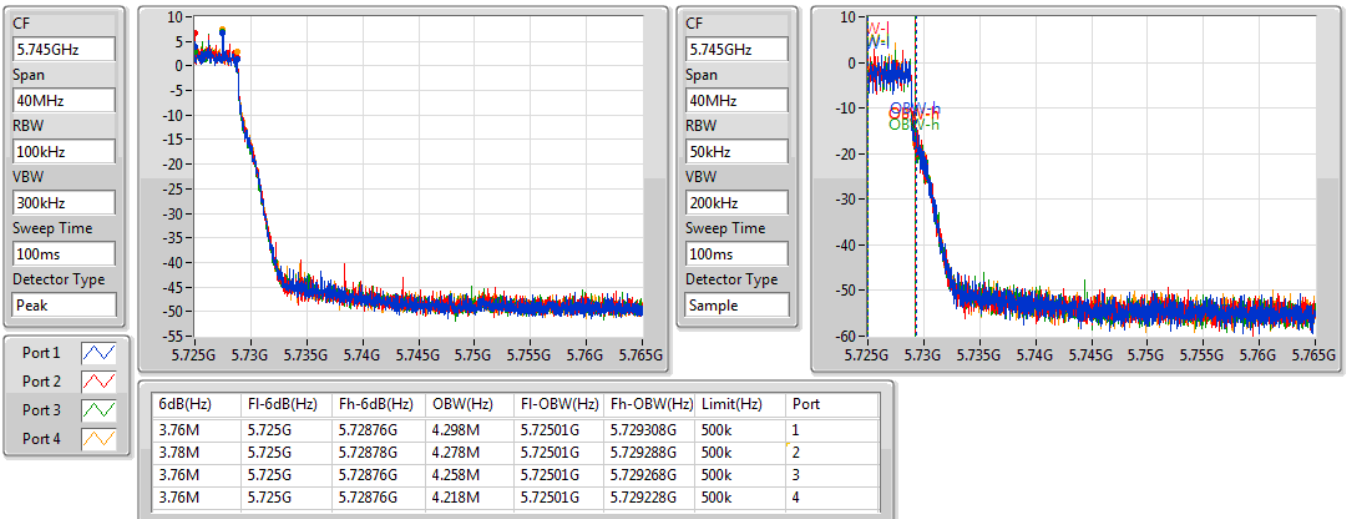 CF
5.745GHz
Span
40MHz
RBW
100kHz
VBW
300kHz
Sweep Time
100ms
Detector Type
Peak
10
5
0
-5
-10
-15
-20
-25
-30
-35
-40
-45
-50
-55
5.725G 5.73G 5.735G 5.74G 5.745G 5.75G 5.755G 5.76G 5.765G
CF
5.745GHz
Span
40MHz
RBW
50kHz
VBW
200kHz
Sweep Time
100ms
Detector Type
Sample
10
0
-10
-20
-30
-40
-50
-60
W-l
W-l
OBW-h
OBW-h
OBW-h
5.725G 5.73G 5.735G 5.74G 5.745G 5.75G 5.755G 5.76G 5.765G
Port 1
Port 2
Port 3
Port 4
6dB(Hz) Fl-6dB(Hz) Fh-6dB(Hz) OBW(Hz) Fl-OBW(Hz) Fh-OBW(Hz) Limit(Hz) Port
3.76M 5.725G 5.72876G 4.298M 5.72501G 5.729308G 500k 1
3.78M 5.725G 5.72878G 4.278M 5.72501G 5.729288G 500k 2
3.76M 5.725G 5.72876G 4.258M 5.72501G 5.729268G 500k 3
3.76M 5.725G 5.72876G 4.218M 5.72501G 5.729228G 500k 4